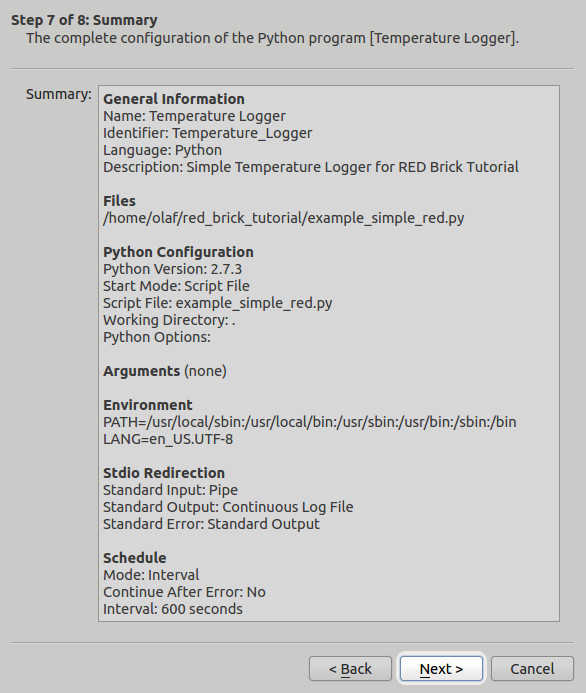 Step 7 of 8: Summary
The complete configuration of the Python program [Temperature Logger].
Summary:
General Information
Name: Temperature Logger
Identifier: Temperature_Logger
Language: Python
Description: Simple Temperature Logger for RED Brick Tutorial
Files
/home/olaf/red_brick_tutorial/example_simple_red.py
Python Configuration
Python Version: 2.7.3
Start Mode: Script File
Script File: example_simple_red.py
Working Directory: .
Python Options:
Arguments (none)
Environment
PATH=/usr/local/sbin:/usr/local/bin:/usr/sbin:/usr/bin:/sbin:/bin
LANG=en_US.UTF-8
Stdio Redirection
Standard Input: Pipe
Standard Output: Continuous Log File
Standard Error: Standard Output
Schedule
Mode: Interval
Continue After Error: No
Interval: 600 seconds
< Back Next > Cancel